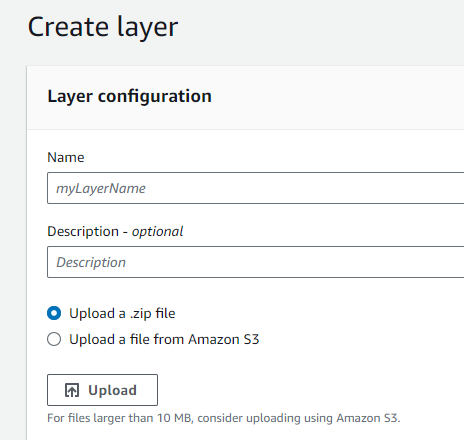 Create layer
Layer configuration
Name
myLayerName
Description - optional
Description
Upload a .zip file
Upload a file from Amazon S3
Upload
For files larger than 10 MB, consider uploading using Amazon S3.